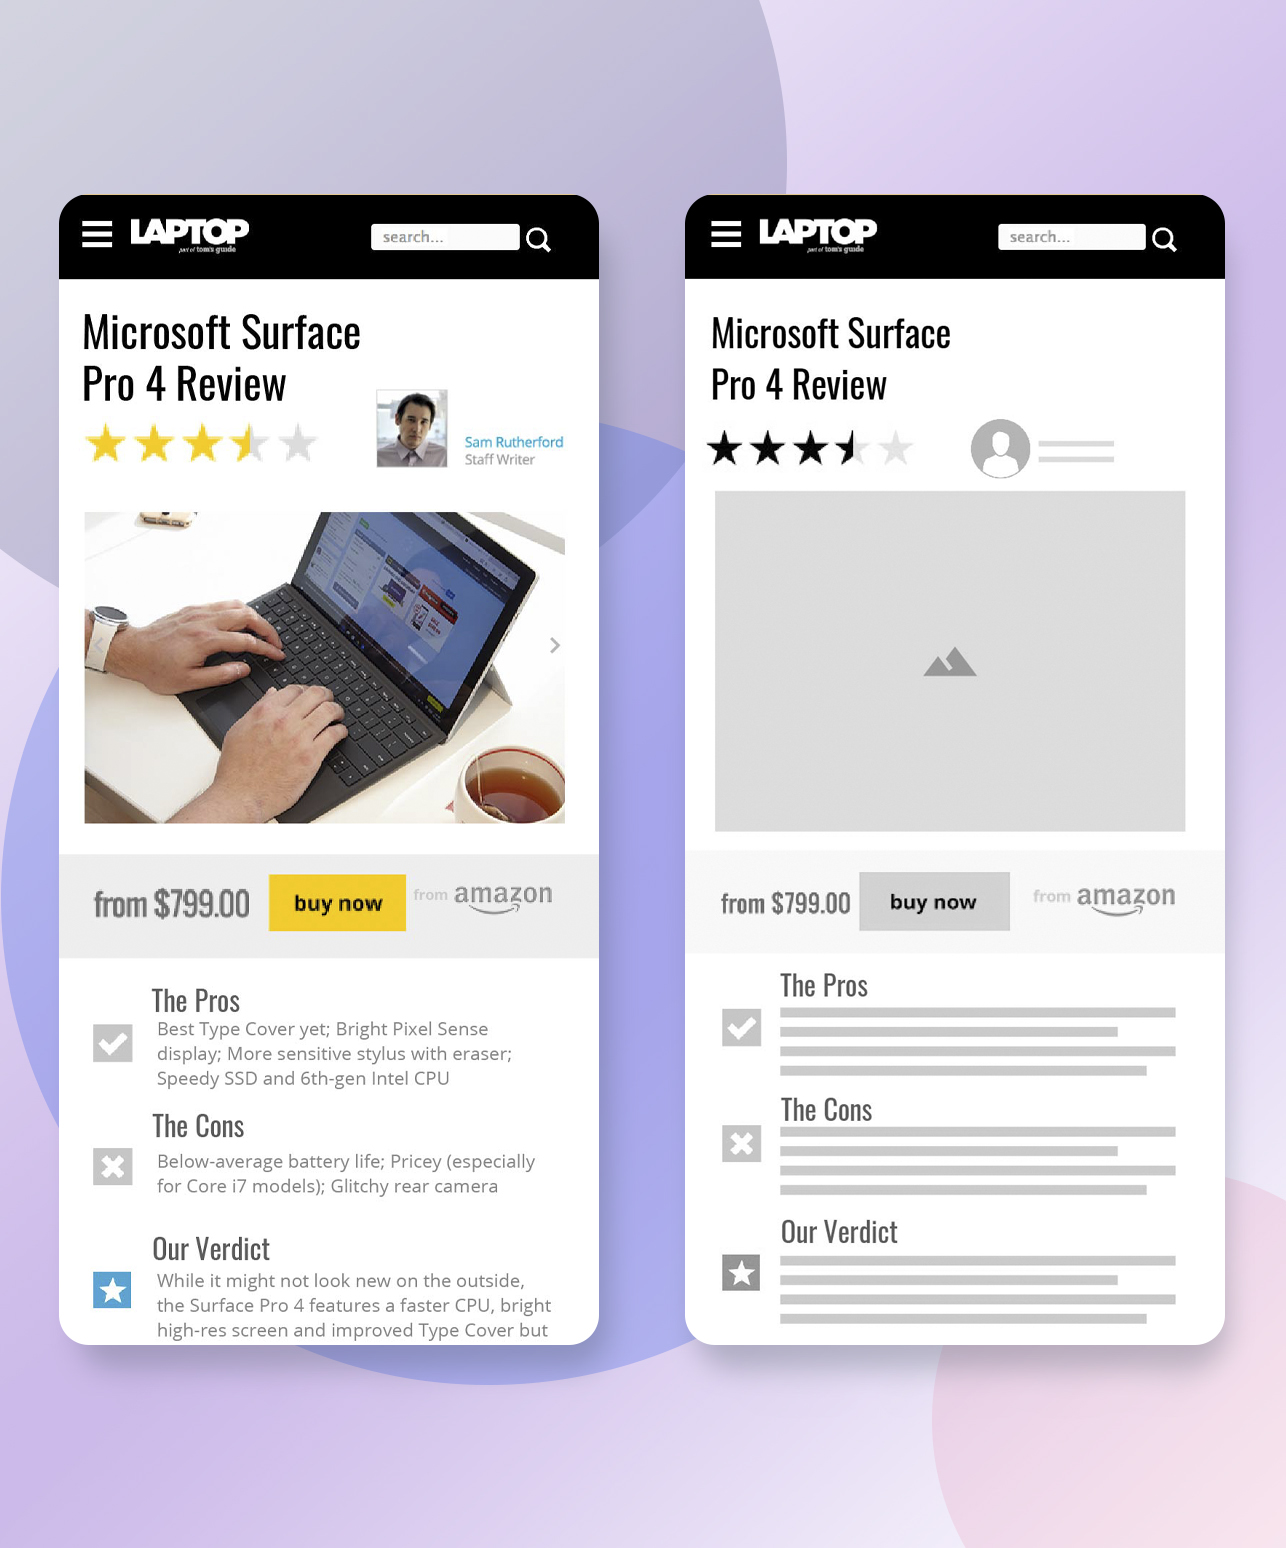 LAPTOP
part of tom's guide
search...
Microsoft Surface
Pro 4 Review
Sam Rutherford
Staff Writer
from $799.00
buy now
from amazon
The Pros
Best Type Cover yet; Bright Pixel Sense
display; More sensitive stylus with eraser;
Speedy SSD and 6th-gen Intel CPU
The Cons
Below-average battery life; Pricey (especially
for Core i7 models); Glitchy rear camera
Our Verdict
While it might not look new on the outside,
the Surface Pro 4 features a faster CPU, bright
high-res screen and improved Type Cover but
LAPTOP
part of tom's guide
search...
Microsoft Surface
Pro 4 Review
from $799.00
buy now
from amazon
The Pros
The Cons
Our Verdict